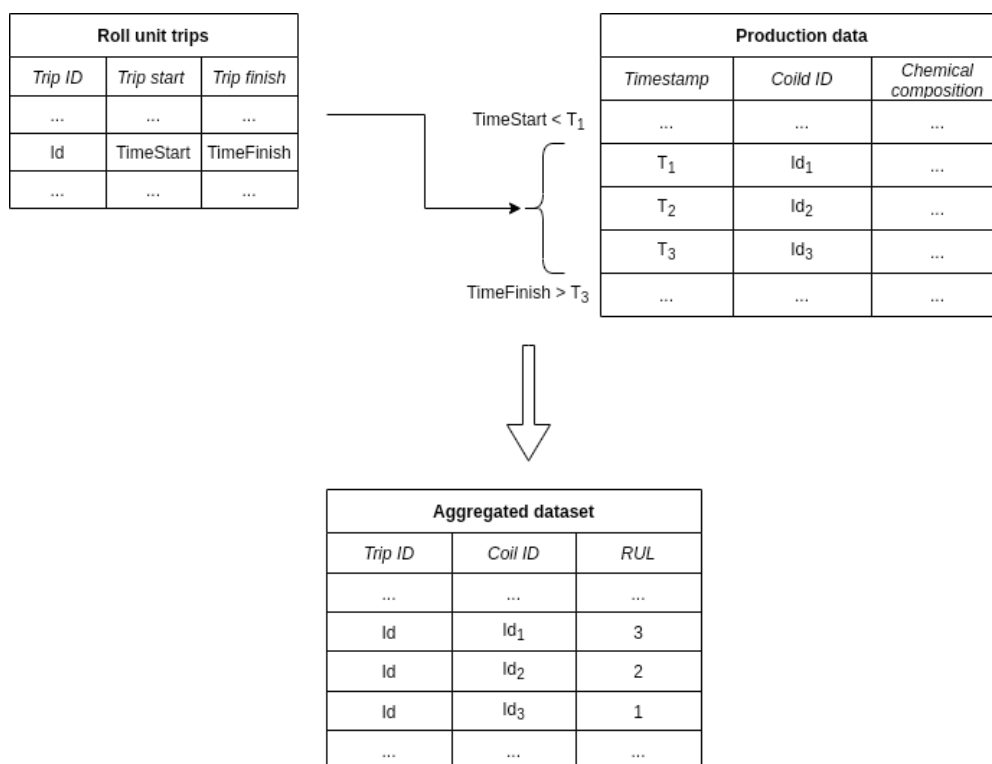 Roll unit trips
Trip ID Trip start Trip finish
... ... ...
Id TimeStart TimeFinish
... ... ...
Production data
Timestamp Coild ID Chemical
composition
... ... ...
T1 Id1 ...
T2 Id2 ...
T3 Id3 ...
... ... ...
TimeStart < T1
TimeFinish > T3
Aggregated dataset
Trip ID Coil ID RUL
... ... ...
Id Id1 3
Id Id2 2
Id Id3 1
... ... ...